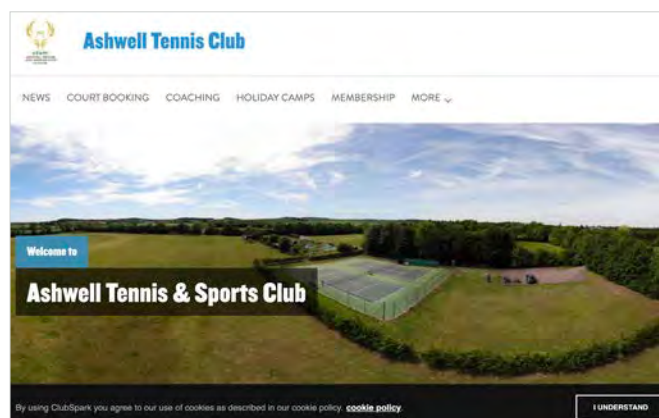 Ashwell Tennis Club
NEWS COURT BOOKING COACHING HOLIDAY CAMPS MEMBERSHIP MORE
Welcome to
Ashwell Tennis & Sports Club
By using ClubSpark you agree to our use of cookies as described in our cookie policy. cookie policy.
I UNDERSTAND